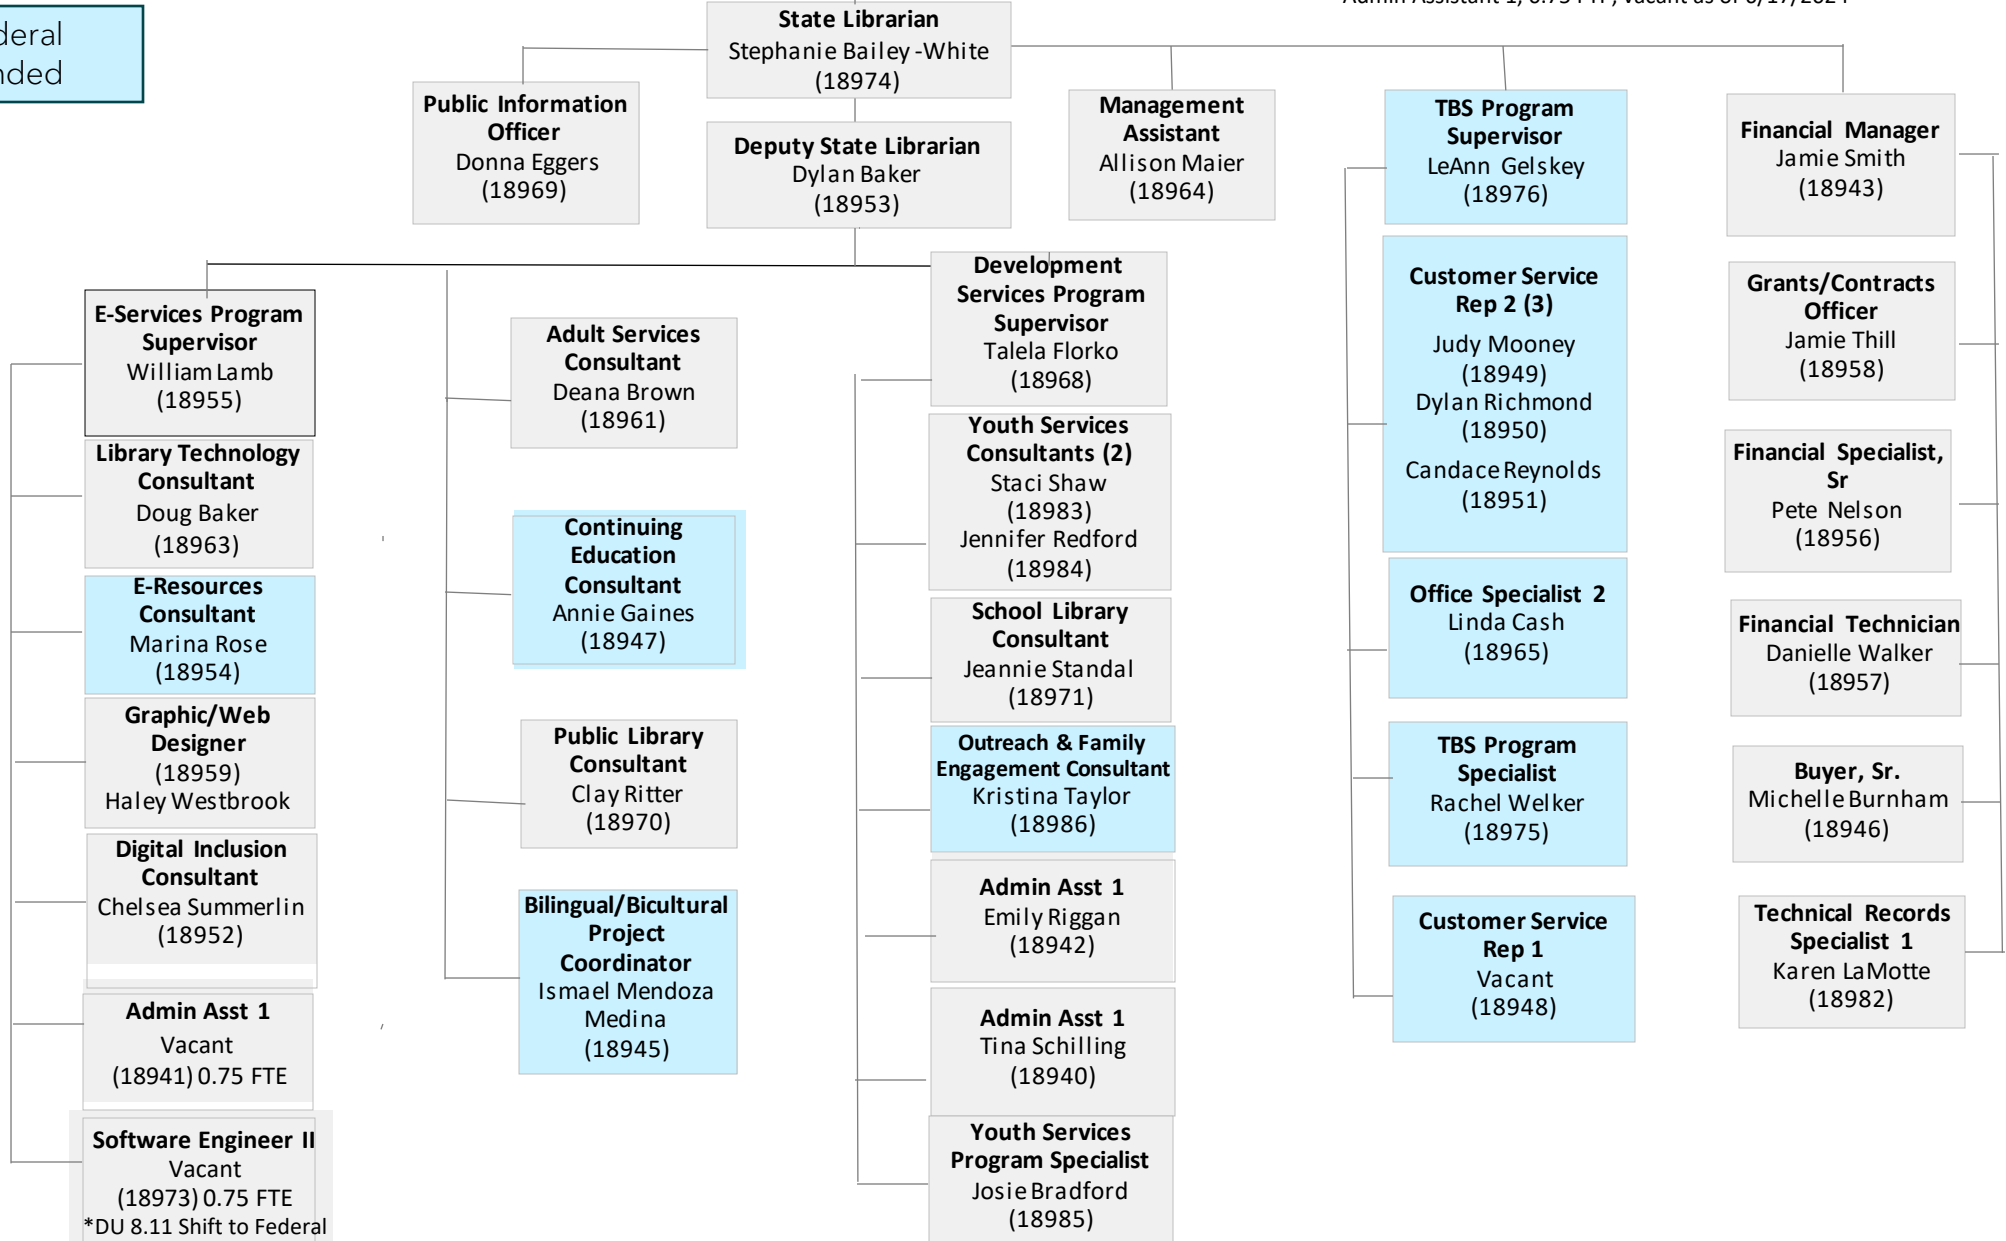 State Librarian
Stephanie Bailey-White
(18974)
Public Information
Officer
Donna Eggers
(18969)
Deputy State Librarian
Dylan Baker
(18953)
Management
Assistant
Allison Maier
(18964)
TBS Program
Supervisor
LeAnn Gelskey
(18976)
Financial Manager
Jamie Smith
(18943)
E-Services Program
Supervisor
William Lamb
(18955)
Library Technology
Consultant
Doug Baker
(18963)
E-Resources
Consultant
Marina Rose
(18954)
Graphic/Web
Designer
(18959)
Haley Westbrook
Digital Inclusion
Consultant
Chelsea Summerlin
(18952)
Admin Asst 1
Vacant
(18941) 0.75 FTE
Software Engineer II
Vacant
(18973) 0.75 FTE
*DU 8.11 Shift to Federal
Adult Services
Consultant
Deana Brown
(18961)
Continuing
Education
Consultant
Annie Gaines
(18947)
Public Library
Consultant
Clay Ritter
(18970)
Bilingual/Bicultural
Project
Coordinator
Ismael Mendoza
Medina
(18945)
Development
Services Program
Supervisor
Talela Florko
(18968)
Youth Services
Consultants (2)
Staci Shaw
(18983)
Jennifer Redford
(18984)
School Library
Consultant
Jeannie Standal
(18971)
Outreach & Family
Engagement Consultant
Kristina Taylor
(18986)
Admin Asst 1
Emily Riggan
(18942)
Admin Asst 1
Tina Schilling
(18940)
Youth Services
Program Specialist
Josie Bradford
(18985)
Customer Service
Rep 2 (3)
Judy Mooney
(18949)
Dylan Richmond
(18950)
Candace Reynolds
(18951)
Office Specialist 2
Linda Cash
(18965)
TBS Program
Specialist
Rachel Welker
(18975)
Customer Service
Rep 1
Vacant
(18948)
Grants/Contracts
Officer
Jamie Thill
(18958)
Financial Specialist,
Sr
Pete Nelson
(18956)
Financial Technician
Danielle Walker
(18957)
Buyer, Sr.
Michelle Burnham
(18946)
Technical Records
Specialist 1
Karen LaMotte
(18982)